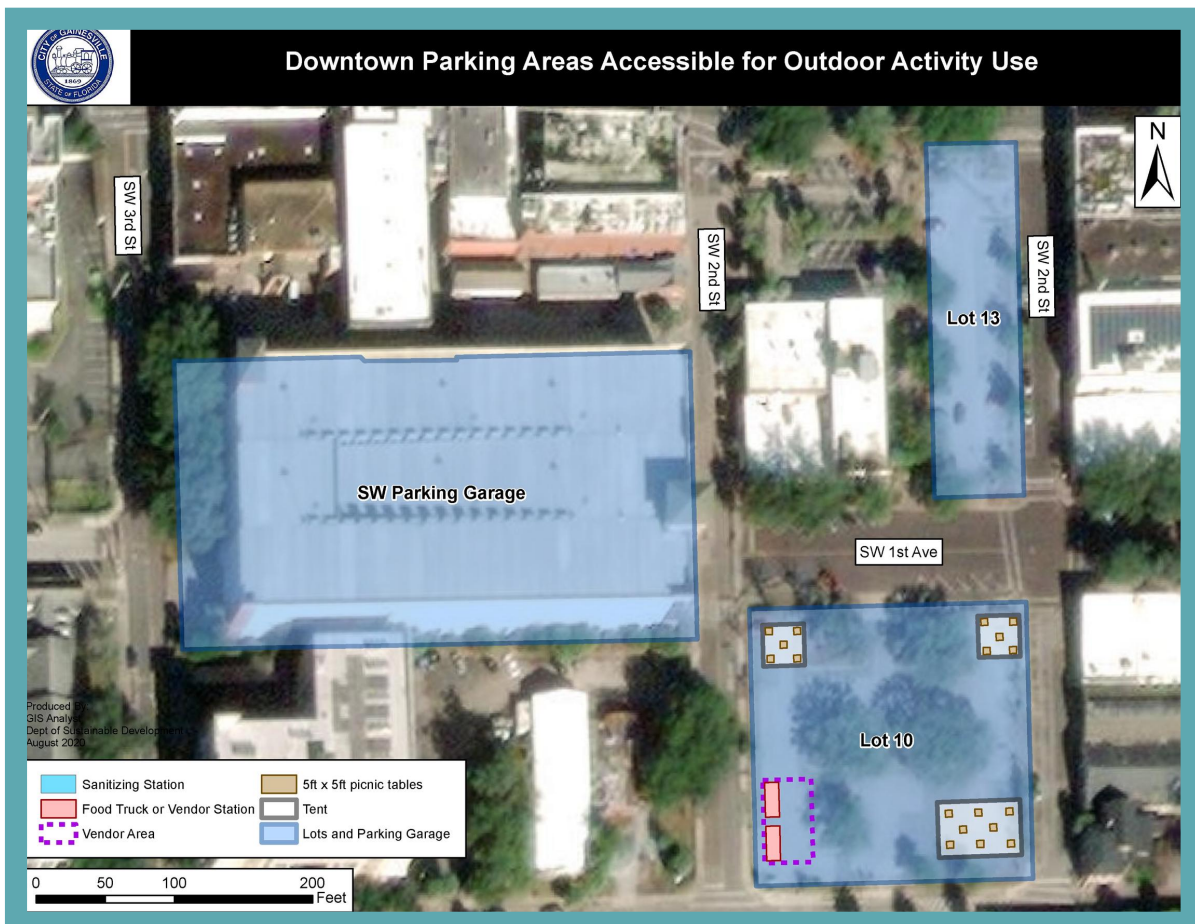 CITY OF GAINESVILLE
1869
STATE OF FLORIDA
Downtown Parking Areas Accessible for Outdoor Activity Use
N
SW 3rd St
SW 2nd St
SW 2nd St
Lot 13
SW Parking Garage
SW 1st Ave
Lot 10
Produced By:
GIS Analyst
Dept of Sustainable Development
August 2020
Sanitizing Station
5ft x 5ft picnic tables
Food Truck or Vendor Station
Tent
Vendor Area
Lots and Parking Garage
0 50 100 200
Feet